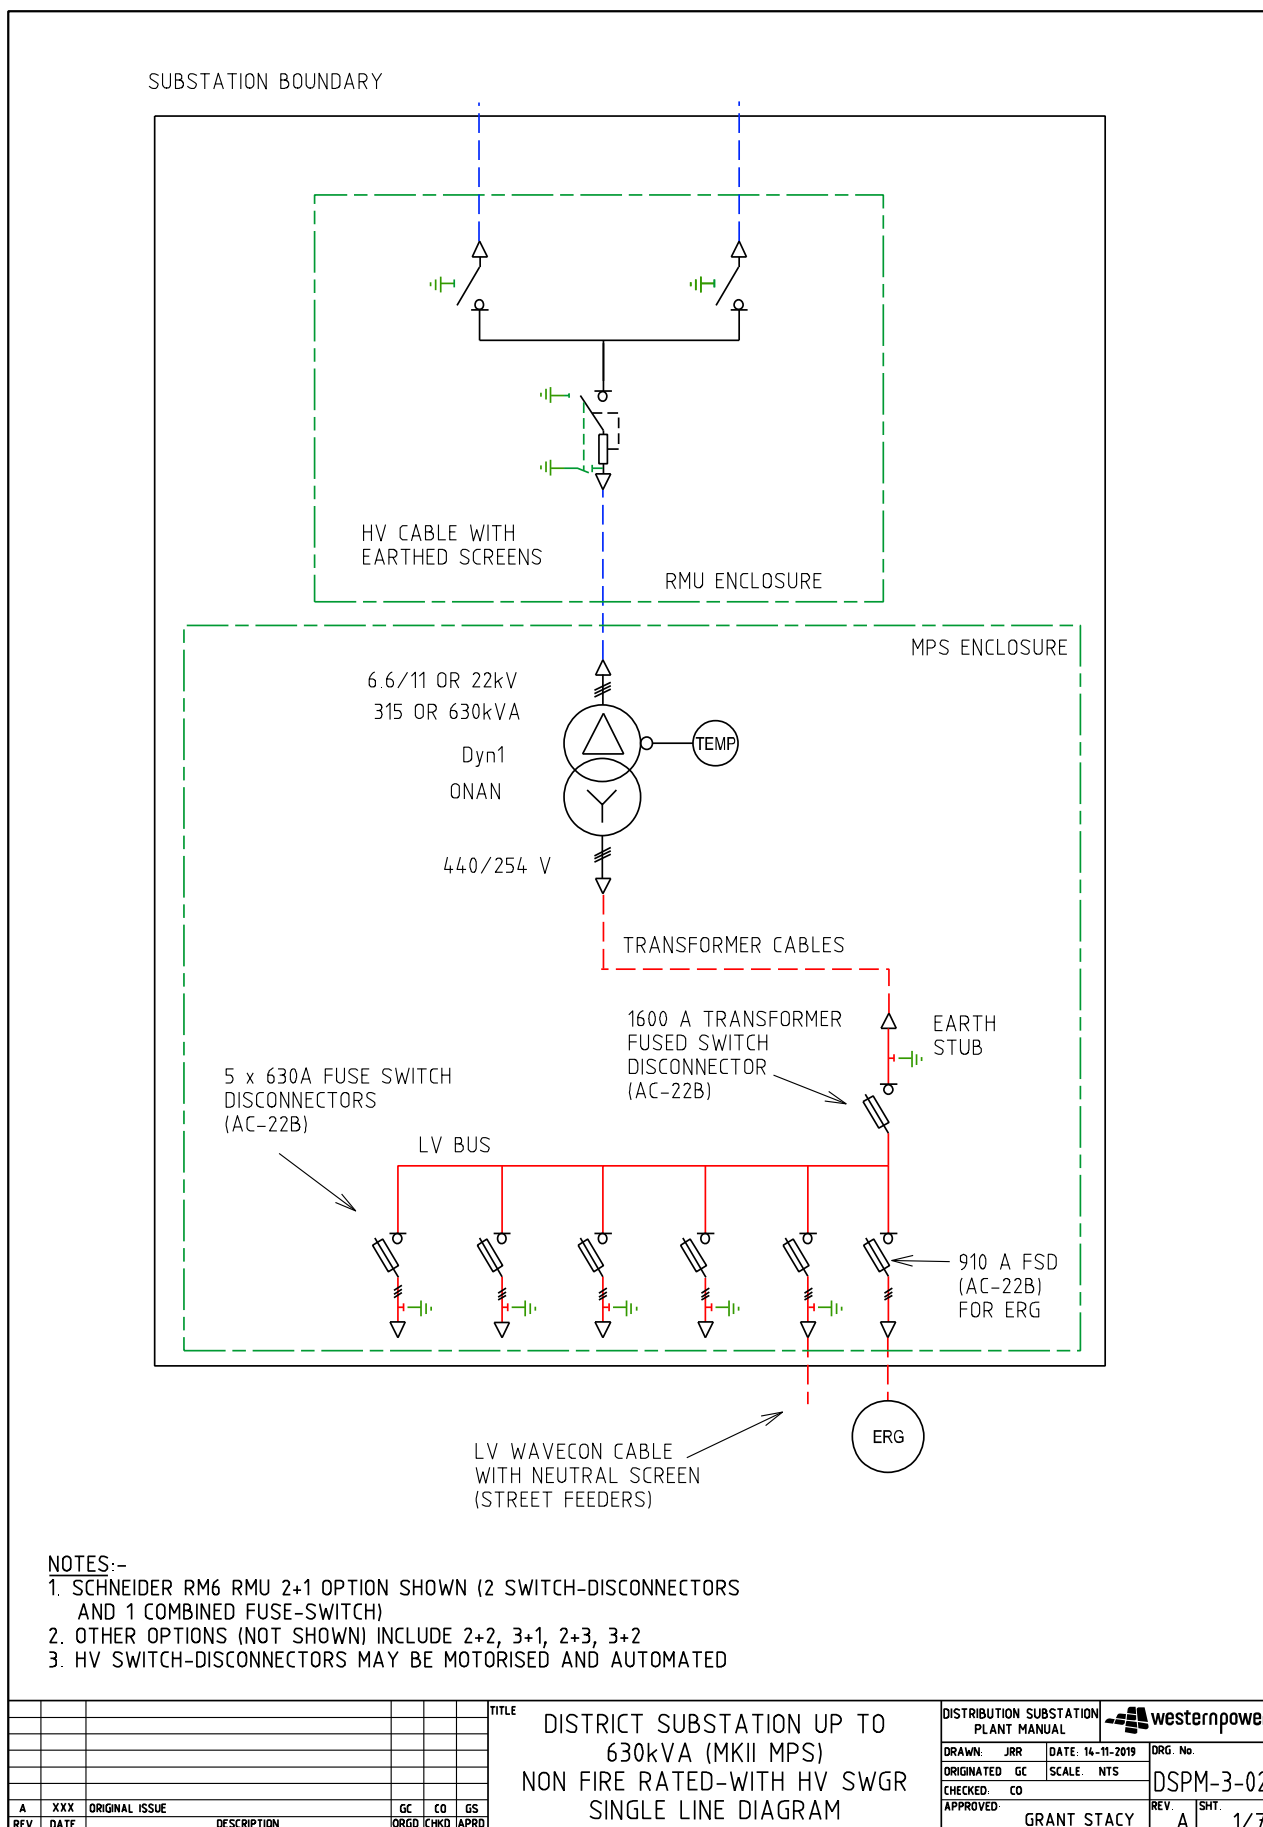 SUBSTATION BOUNDARY
HV CABLE WITH
EARTHED SCREENS
RMU ENCLOSURE
MPS ENCLOSURE
6.6/11 OR 22kV
315 OR 630kVA
Dyn1
ONAN
TEMP
440/254 V
TRANSFORMER CABLES
1600 A TRANSFORMER
FUSED SWITCH
DISCONNECTOR
(AC-22B)
EARTH
STUB
5 x 630A FUSE SWITCH
DISCONNECTORS
(AC-22B)
LV BUS
910 A FSD
(AC-22B)
FOR ERG
ERG
LV WAVECON CABLE
WITH NEUTRAL SCREEN
(STREET FEEDERS)
NOTES:-
1. SCHNEIDER RM6 RMU 2+1 OPTION SHOWN (2 SWITCH-DISCONNECTORS
AND 1 COMBINED FUSE-SWITCH)
2. OTHER OPTIONS (NOT SHOWN) INCLUDE 2+2, 3+1, 2+3, 3+2
3. HV SWITCH-DISCONNECTORS MAY BE MOTORISED AND AUTOMATED
A XXX ORIGINAL ISSUE GC CO GS
REV DATE DESCRIPTION ORGD CHKD APRD
TITLE
DISTRICT SUBSTATION UP TO
630kVA (MKII MPS)
NON FIRE RATED-WITH HV SWGR
SINGLE LINE DIAGRAM
DISTRIBUTION SUBSTATION
PLANT MANUAL
westernpowe
DRAWN: JRR DATE: 14-11-2019
ORIGINATED GC SCALE. NTS
CHECKED: CO
APPROVED:
GRANT STACY
DRG. No.
DSPM-3-02
REV. SHT.
A 1/7